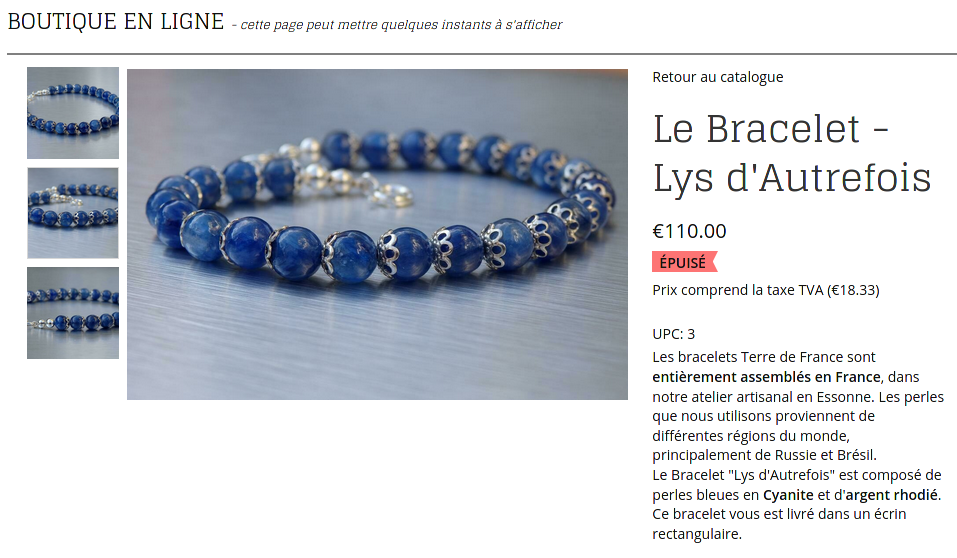 BOUTIQUE EN LIGNE - cette page peut mettre quelques instants à s'afficher
Retour au catalogue
Le Bracelet -
Lys d'Autrefois
€110.00
ÉPUISÉ
Prix comprend la taxe TVA (€18.33)
UPC: 3
Les bracelets Terre de France sont
entièrement assemblés en France, dans
notre atelier artisanal en Essonne. Les perles
que nous utilisons proviennent de
différentes régions du monde,
principalement de Russie et Brésil.
Le Bracelet "Lys d'Autrefois" est composé de
perles bleues en Cyanite et d'argent rhodié.
Ce bracelet vous est livré dans un écrin
rectangulaire.